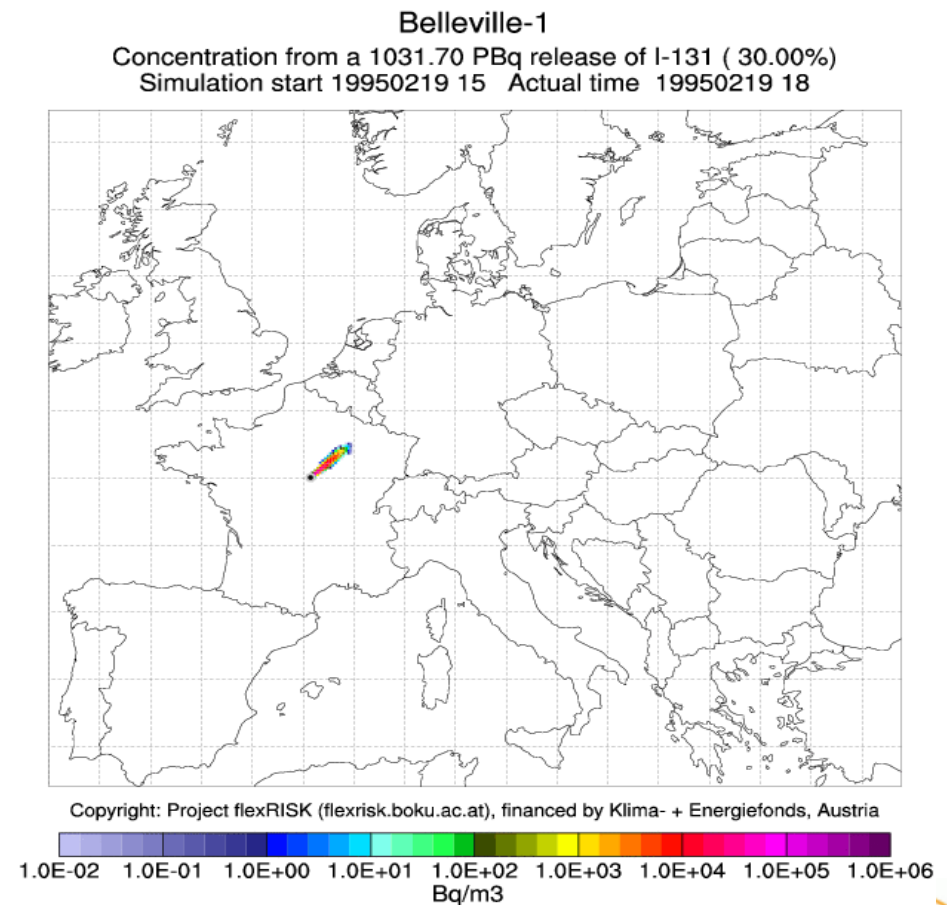 Belleville-1
Concentration from a 1031.70 PBq release of I-131 ( 30.00%)
Simulation start 19950219 15 Actual time 19950219 18
Copyright: Project flexRISK (flexrisk.boku.ac.at), financed by Klima- + Energiefonds, Austria
1.0E-02 1.0E-01 1.0E+00 1.0E+01 1.0E+02 1.0E+03 1.0E+04 1.0E+05 1.0E+06
Bq/m3